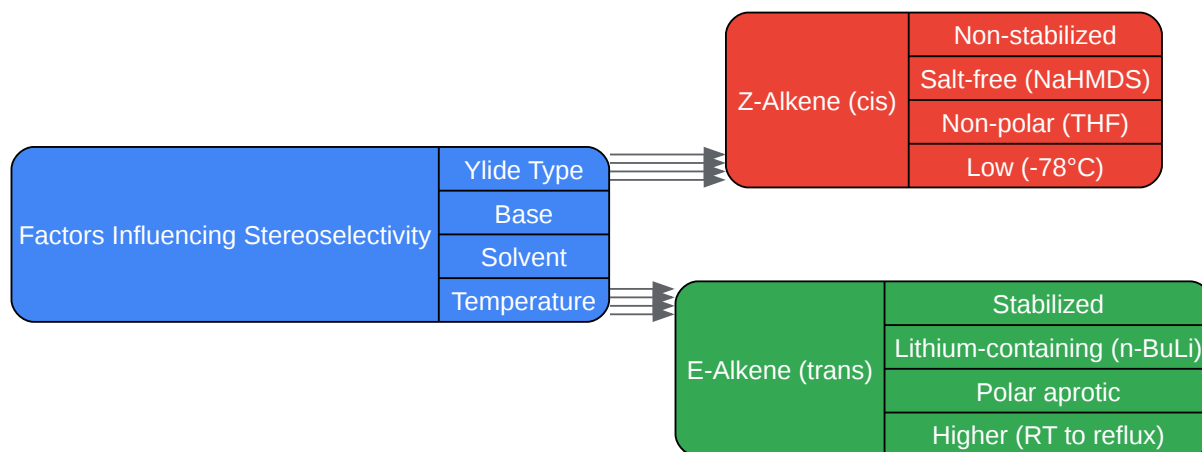 Factors Influencing Stereoselectivity
Ylide Type
Base
Solvent
Temperature
Z-Alkene (cis)
Non-stabilized
Salt-free (NaHMDS)
Non-polar (THF)
Low (-78°C)
E-Alkene (trans)
Stabilized
Lithium-containing (n-BuLi)
Polar aprotic
Higher (RT to reflux)